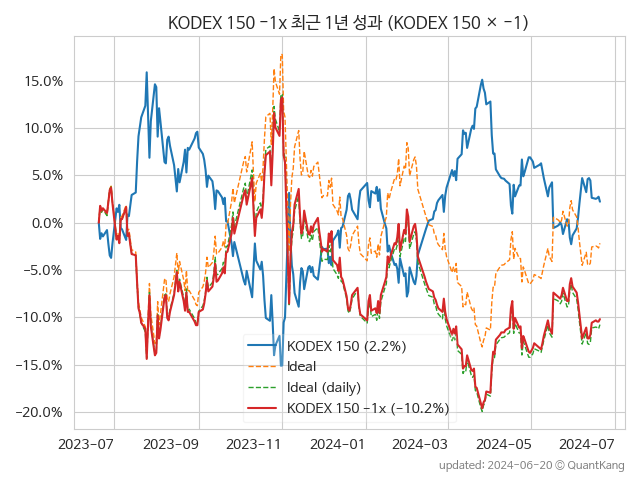 KODEX 150 −1x 최근 1년 성과 (KODEX 150 × −1)
15.0%
10.0%
5.0%
0.0%
−5.0%
−10.0%
−15.0%
−20.0%
KODEX 150 (2.2%)
Ideal
Ideal (daily)
KODEX 150 −1x (−10.2%)
2023-07
2023-09
2023-11
2024-01
2024-03
2024-05
2024-07
updated: 2024-06-20 © QuantKang